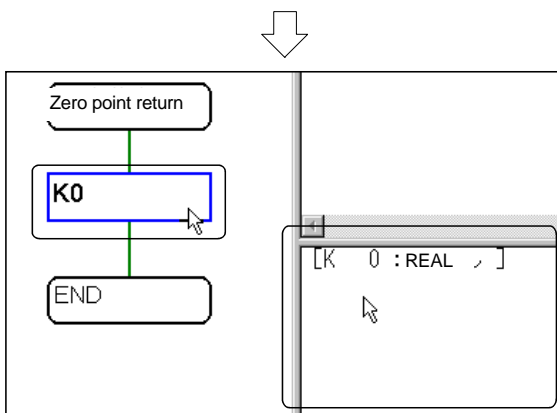 Zero point return
K0
[K 0 : REAL , ]
END